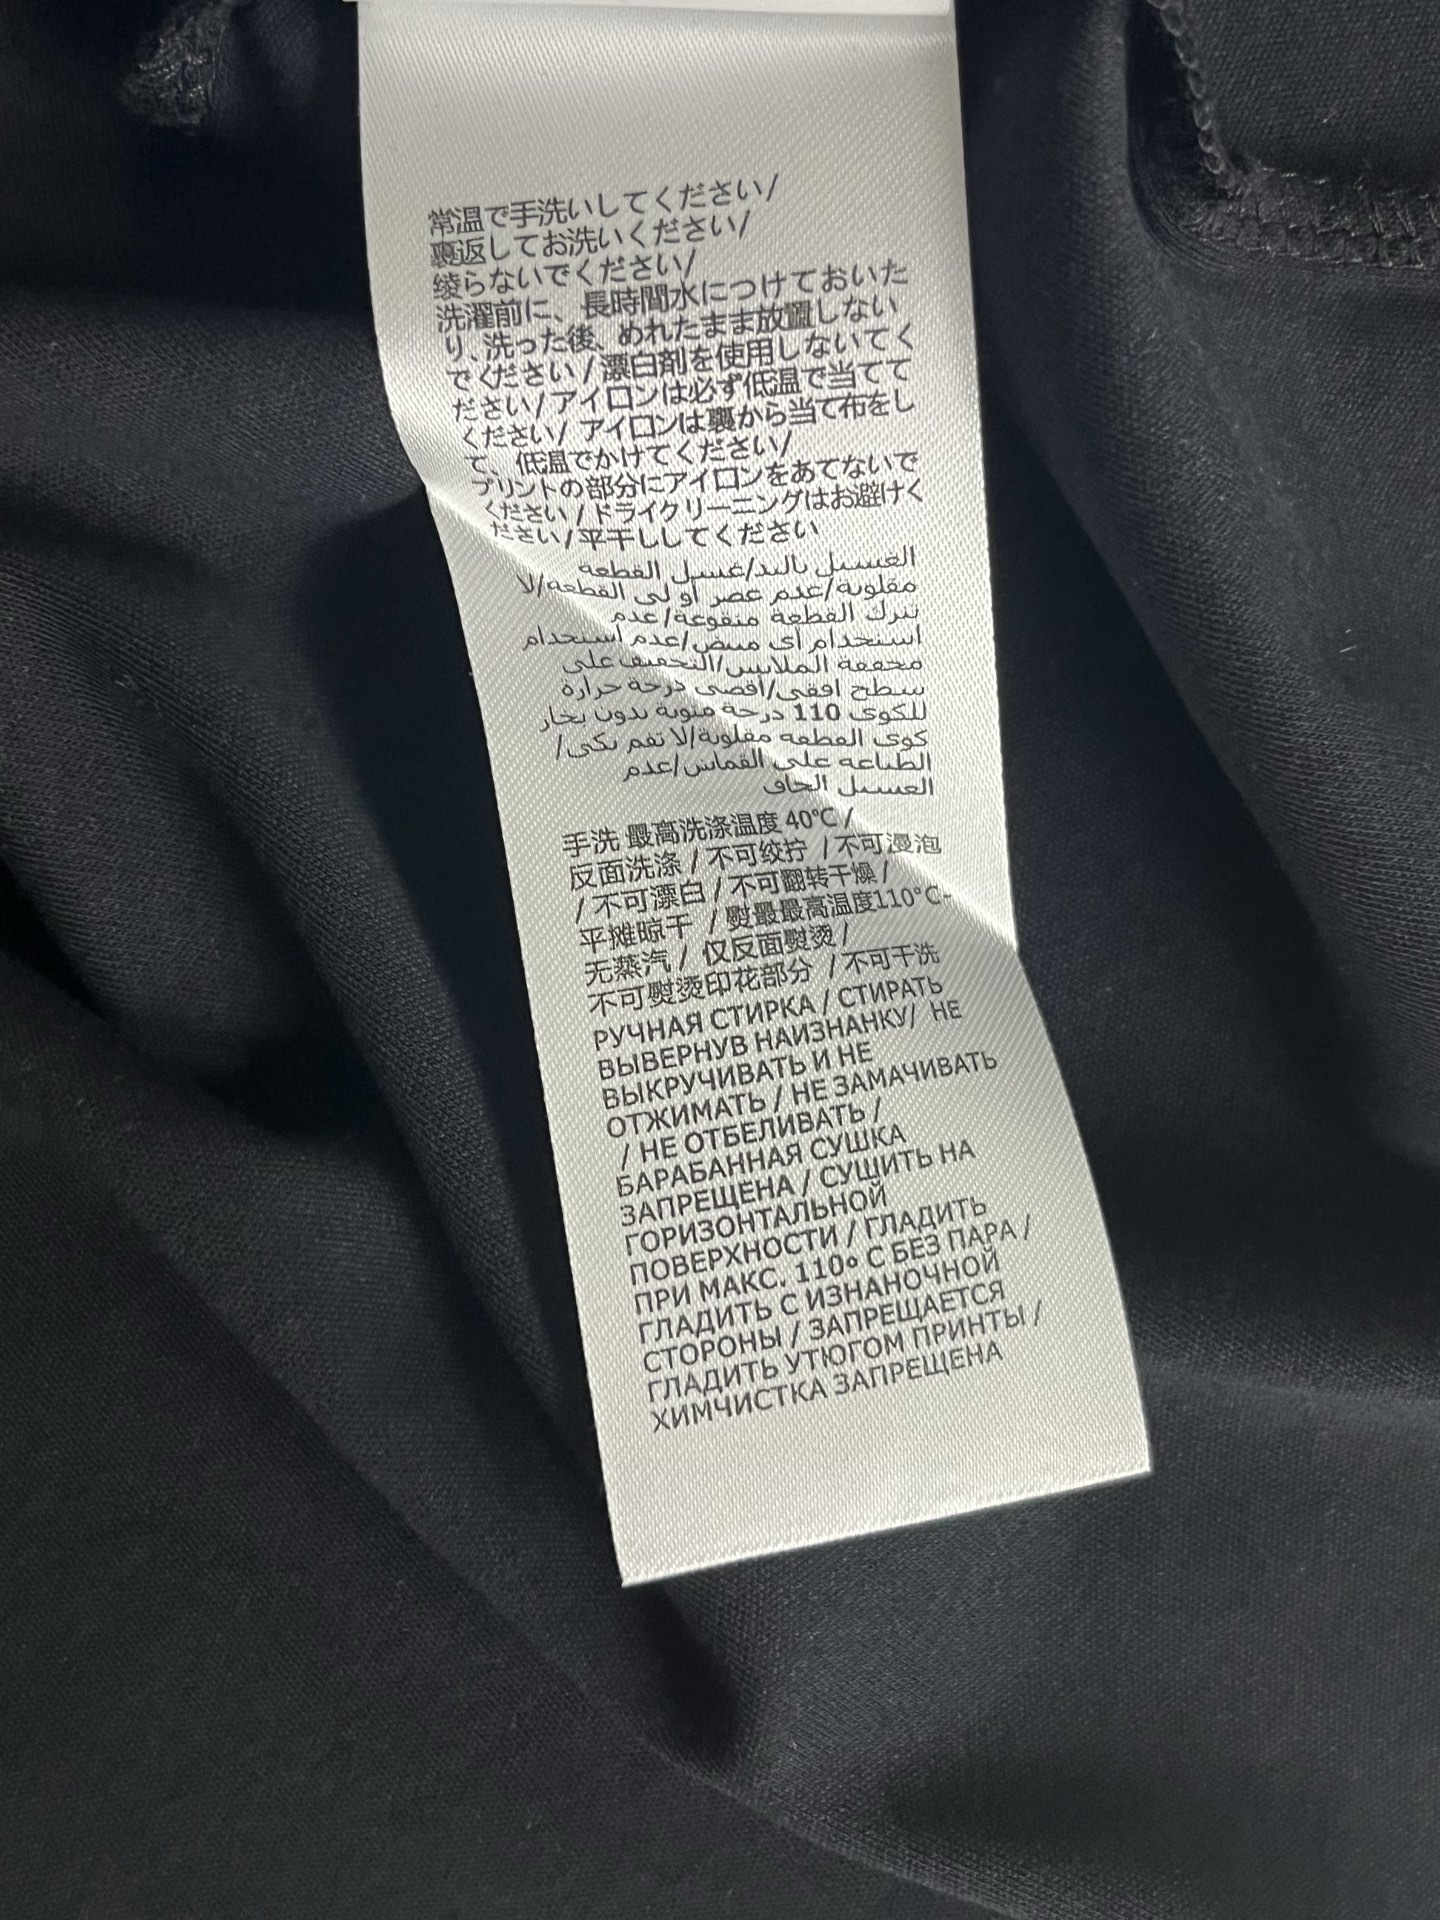 常温で手洗いしてください/
裏返してお洗いください/
绫らないでください/
洗濯前に、長時間水につけておいた
り、洗った後、めれたまま放置しない
でください/漂白剤を使用しないてく
ださい/アイロンは必ず低温で当てて
ください/ アイロンは裏から当て布をし
て、低温でかけてください/
プリントの部分にアイロンをあてないで
ください/ドライクリーニングはお避けく
ださい/平干ししてください
الغسيل باليد/غسيل القطعة
مقلوبة/عدم عصر او لي القطعة/لا
تترك القطعة منقوعة/عدم
استخدام اي مبيض/عدم استخدام
مجففة الملابس/التجفيف على
سطح افقي/أقصى درجة حرارة
للكوي 110 درجة مئوية بدون بخار
كوي القطعة مقلوبة/لا تقم بكي/
الطباعة على القماش/عدم
الغسيل الجاف
手洗 最高洗涤温度 40°C /
反面洗涤 / 不可绞拧 / 不可漫泡
/ 不可漂白 / 不可翻转干燥 /
平摊晾干 / 熨最最高温度110°C-
无蒸汽 / 仅反面熨烫 /
不可熨烫印花部分 / 不可干洗
РУЧНАЯ СТИРКА / СТИРАТЬ
ВЫВЕРНУВ НАИЗНАНКУ/ НЕ
ВЫКРУЧИВАТЬ И НЕ
ОТЖИМАТЬ / НЕ ЗАМАЧИВАТЬ
/ НЕ ОТБЕЛИВАТЬ /
БАРАБАННАЯ СУШКА
ЗАПРЕЩЕНА / СУШИТЬ НА
ГОРИЗОНТАЛЬНОЙ
ПОВЕРХНОСТИ / ГЛАДИТЬ
ПРИ МАКС. 110º С БЕЗ ПАРА /
ГЛАДИТЬ С ИЗНАНОЧНОЙ
СТОРОНЫ / ЗАПРЕЩАЕТСЯ
ГЛАДИТЬ УТЮГОМ ПРИНТЫ /
ХИМЧИСТКА ЗАПРЕЩЕНА